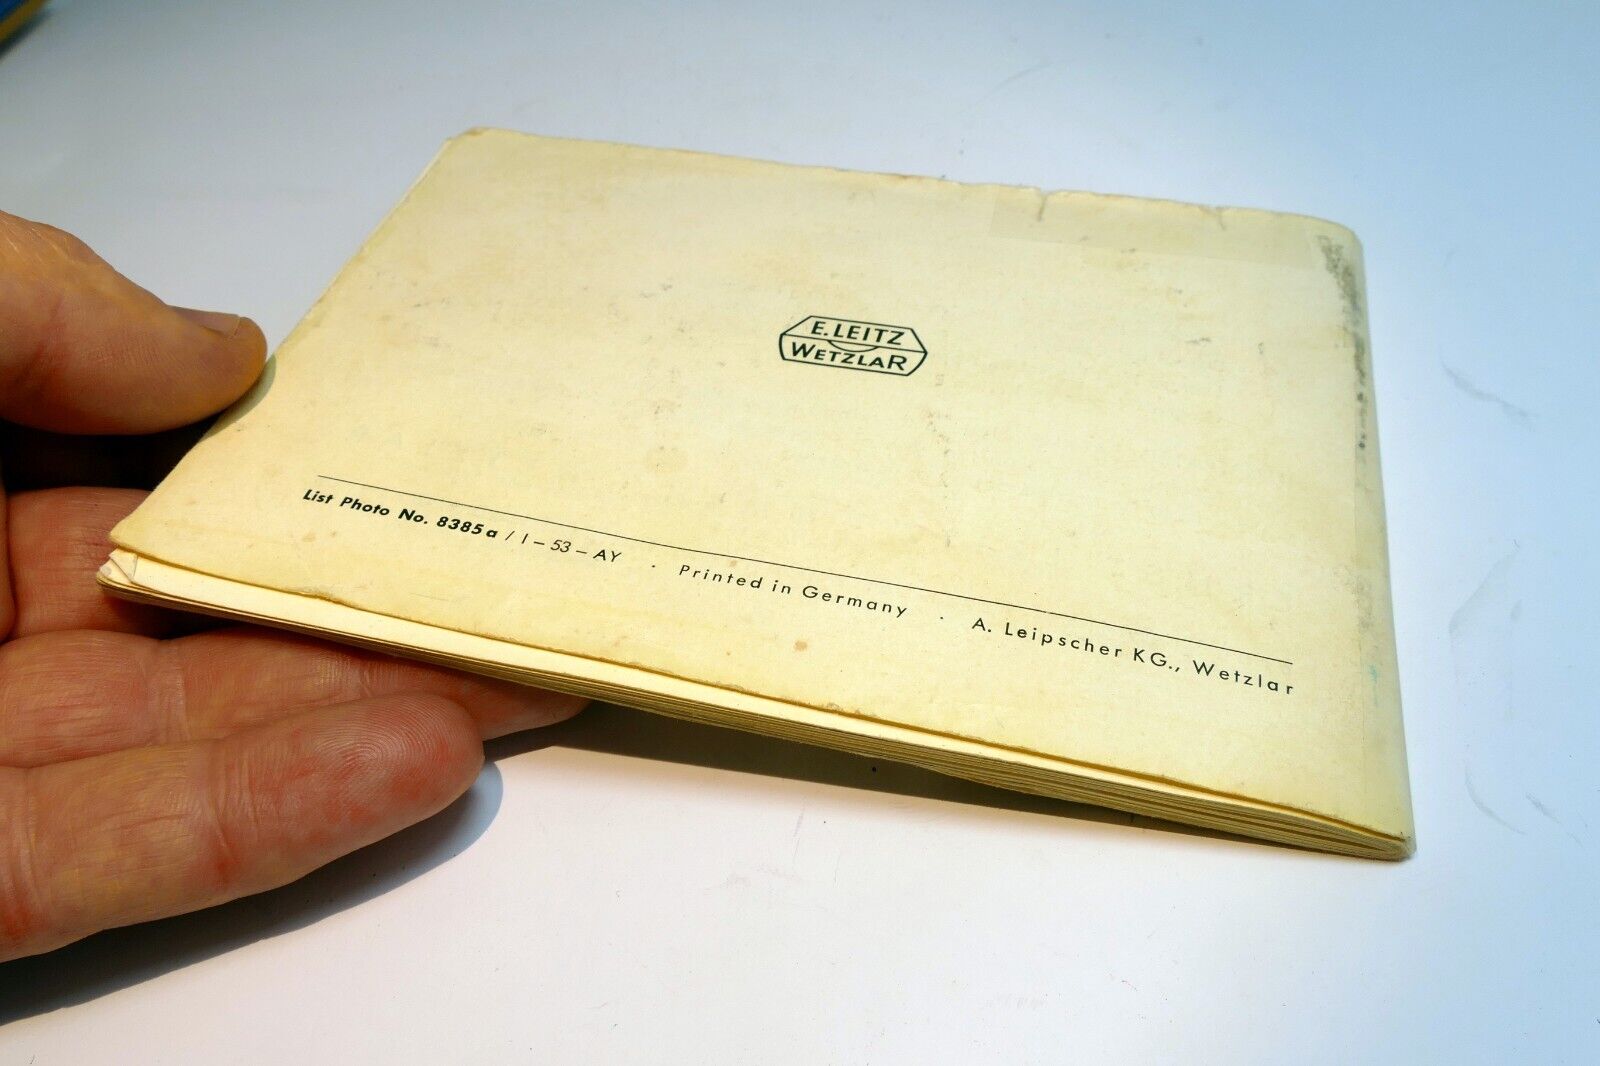 E. LEITZ
WETZLAR
List Photo No. 8385a / I – 53 – AY · Printed in Germany · A. Leipscher KG., Wetzlar